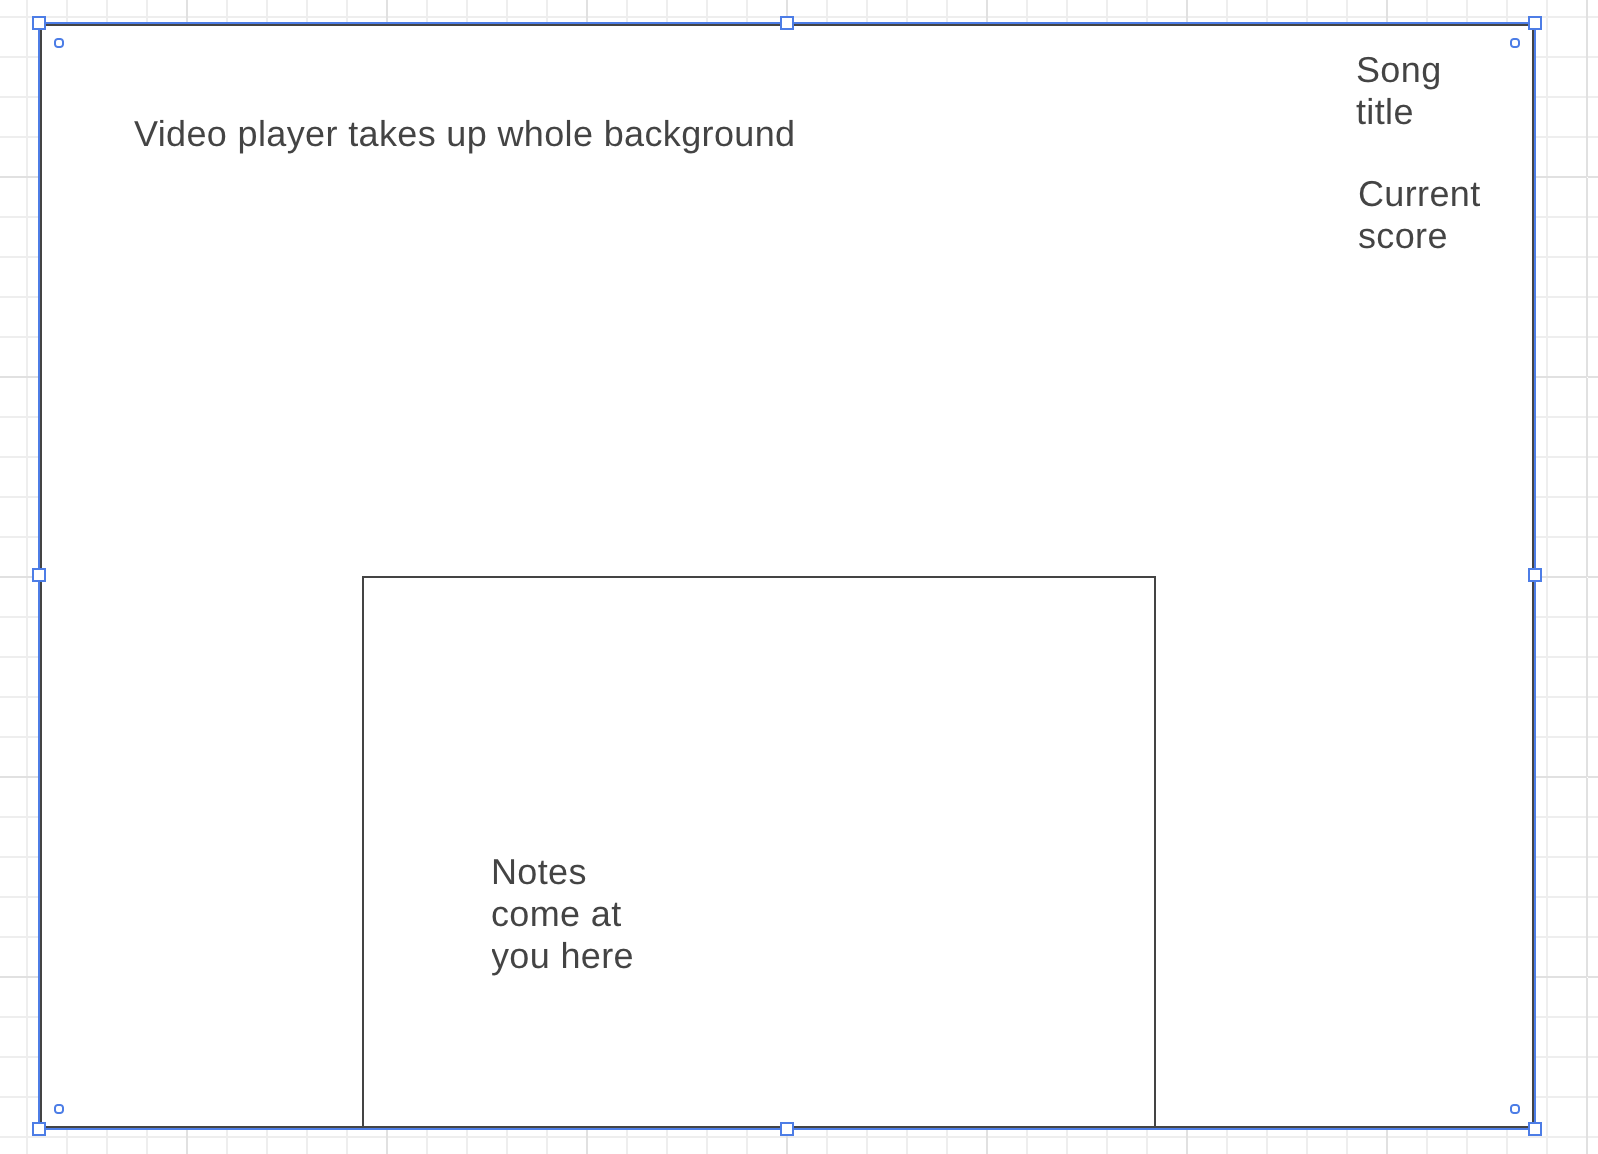 Video player takes up whole background
Song
title
Current
score
Notes
come at
you here